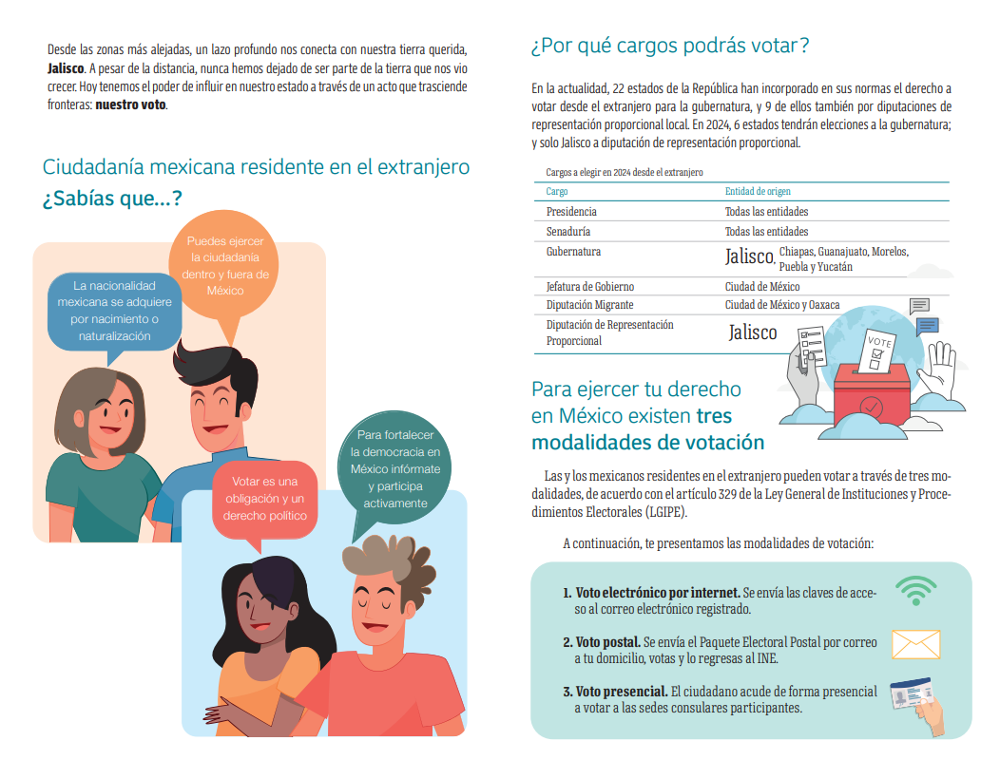 Desde las zonas más alejadas, un lazo profundo nos conecta con nuestra tierra querida,
Jalisco. A pesar de la distancia, nunca hemos dejado de ser parte de la tierra que nos vio
crecer. Hoy tenemos el poder de influir en nuestro estado a través de un acto que trasciende
fronteras: nuestro voto.
Ciudadanía mexicana residente en el extranjero
¿Sabías que...?
Puedes ejercer
la ciudadanía
dentro y fuera de
México
La nacionalidad
mexicana se adquiere
por nacimiento o
naturalización
Para fortalecer
la democracia en
México infórmate
y participa
activamente
Votar es una
obligación y un
derecho político
¿Por qué cargos podrás votar?
En la actualidad, 22 estados de la República han incorporado en sus normas el derecho a
votar desde el extranjero para la gubernatura, y 9 de ellos también por diputaciones de
representación proporcional local. En 2024, 6 estados tendrán elecciones a la gubernatura;
y solo Jalisco a diputación de representación proporcional.
Cargos a elegir en 2024 desde el extranjero
Cargo Entidad de origen
Presidencia Todas las entidades
Senaduría Todas las entidades
Gubernatura Jalisco, Chiapas, Guanajuato, Morelos,
Puebla y Yucatán
Jefatura de Gobierno Ciudad de México
Diputación Migrante Ciudad de México y Oaxaca
Diputación de Representación
Proporcional Jalisco
VOTE
Para ejercer tu derecho
en México existen tres
modalidades de votación
Las y los mexicanos residentes en el extranjero pueden votar a través de tres mo-
dalidades, de acuerdo con el artículo 329 de la Ley General de Instituciones y Proce-
dimientos Electorales (LGIPE).
A continuación, te presentamos las modalidades de votación:
1. Voto electrónico por internet. Se envía las claves de acce-
so al correo electrónico registrado.
2. Voto postal. Se envía el Paquete Electoral Postal por correo
a tu domicilio, votas y lo regresas al INE.
3. Voto presencial. El ciudadano acude de forma presencial
a votar a las sedes consulares participantes.